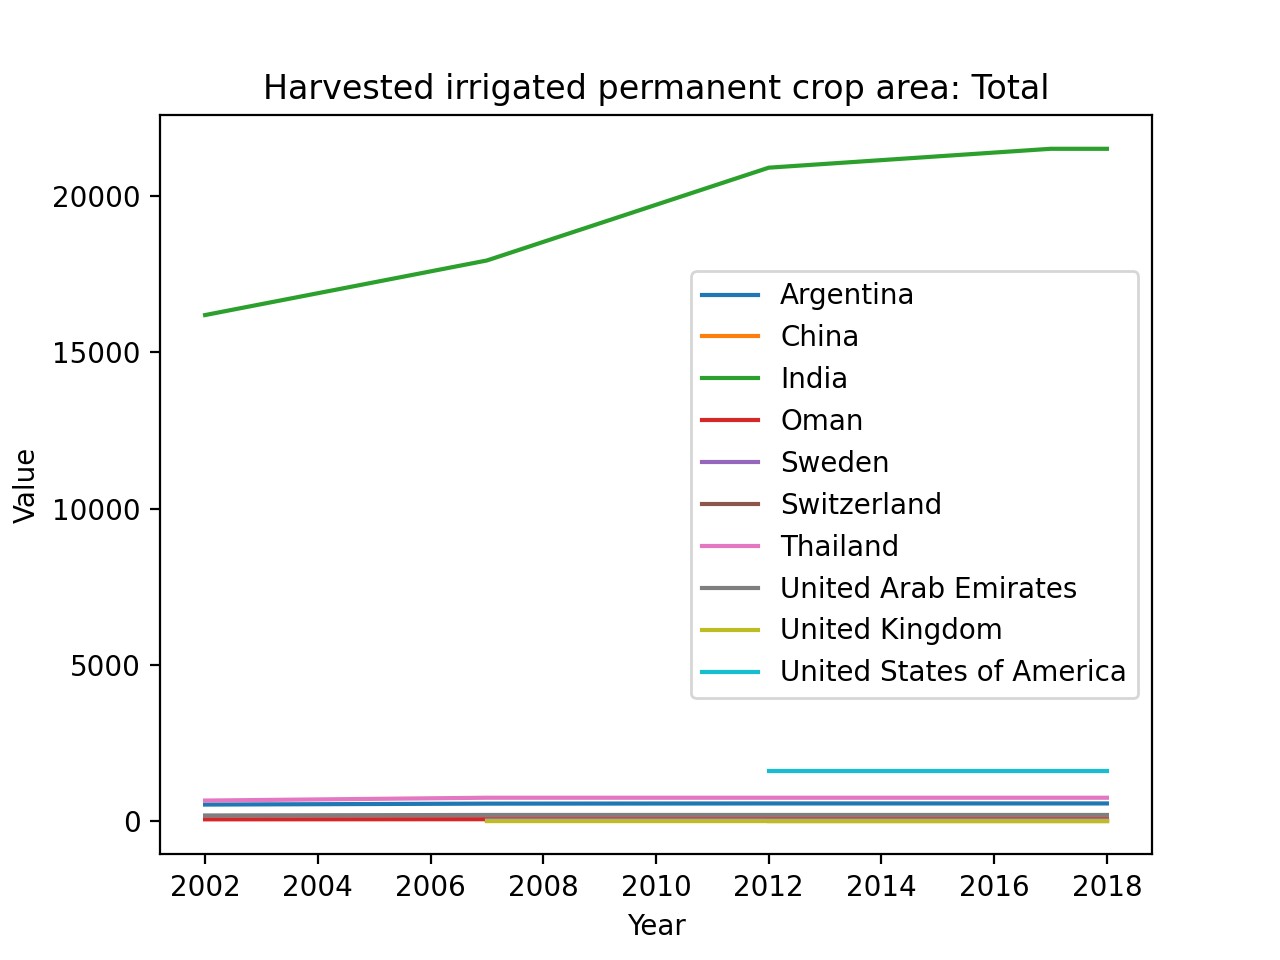 Harvested irrigated permanent crop area: Total
20000
15000
10000
5000
0
Value
Argentina
China
India
Oman
Sweden
Switzerland
Thailand
United Arab Emirates
United Kingdom
United States of America
2002 2004 2006 2008 2010 2012 2014 2016 2018
Year